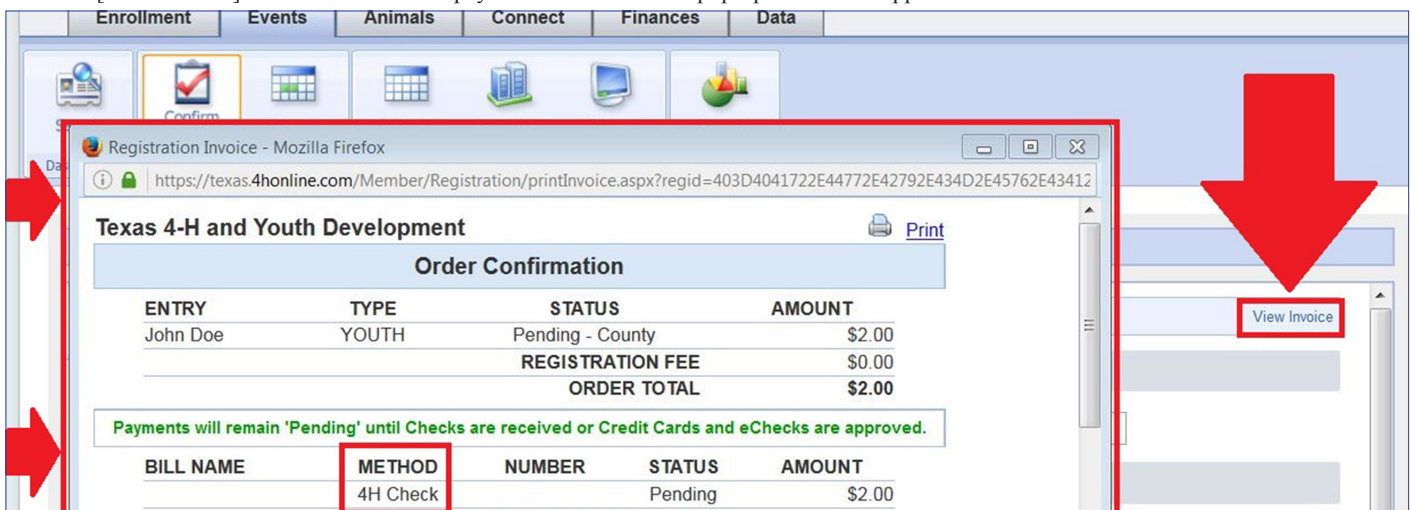 Enrollment Events Animals Connect Finances Data
Confirm
Registration Invoice - Mozilla Firefox
https://texas.4honline.com/Member/Registration/printInvoice.aspx?regid=403D4041722E44772E42792E434D2E45762E43412
Texas 4-H and Youth Development Print
Order Confirmation
View Invoice
ENTRY TYPE STATUS AMOUNT
John Doe YOUTH Pending - County $2.00
REGISTRATION FEE $0.00
ORDER TOTAL $2.00
Payments will remain 'Pending' until Checks are received or Credit Cards and eChecks are approved.
BILL NAME METHOD NUMBER STATUS AMOUNT
4H Check Pending $2.00